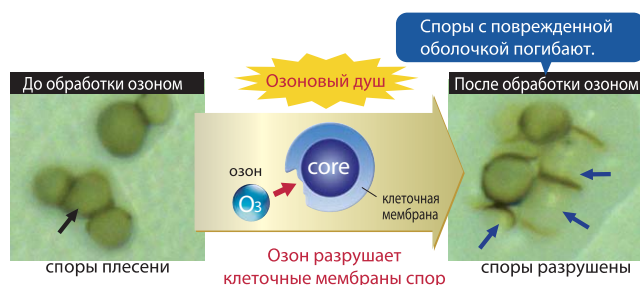 Споры с поврежденной
оболочкой погибают.
До обработки озоном
Озоновый душ
После обработки озоном
озон
O3
core
клеточная
мембрана
споры плесени
Озон разрушает
клеточные мембраны спор
споры разрушены